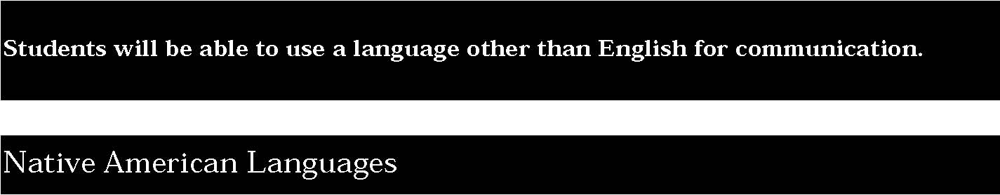 Students will be able to use a language other than English for communication.
Native American Languages